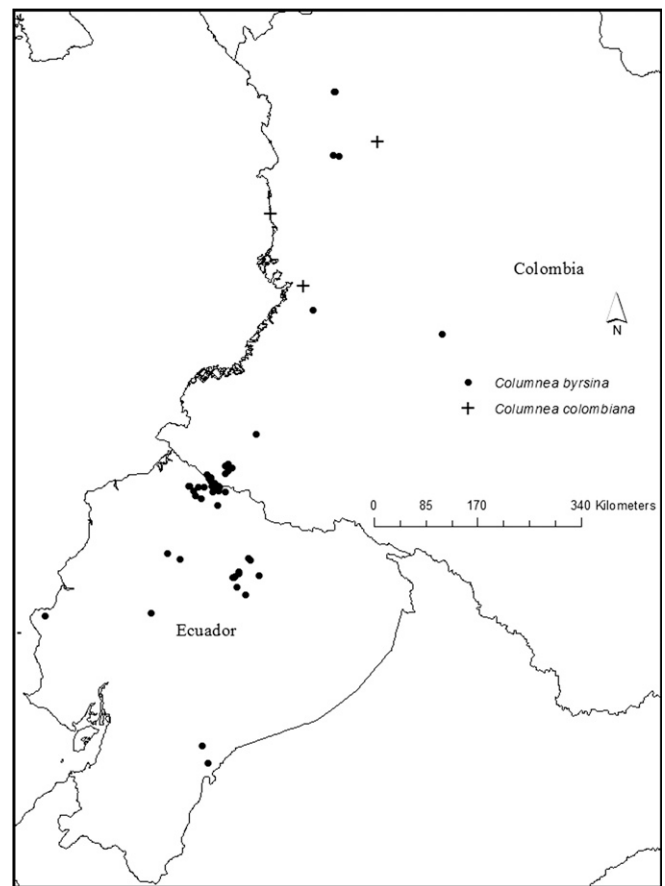 Colombia
N
Columnea byrsina
Columnea colombiana
0 85 170 340 Kilometers
Ecuador